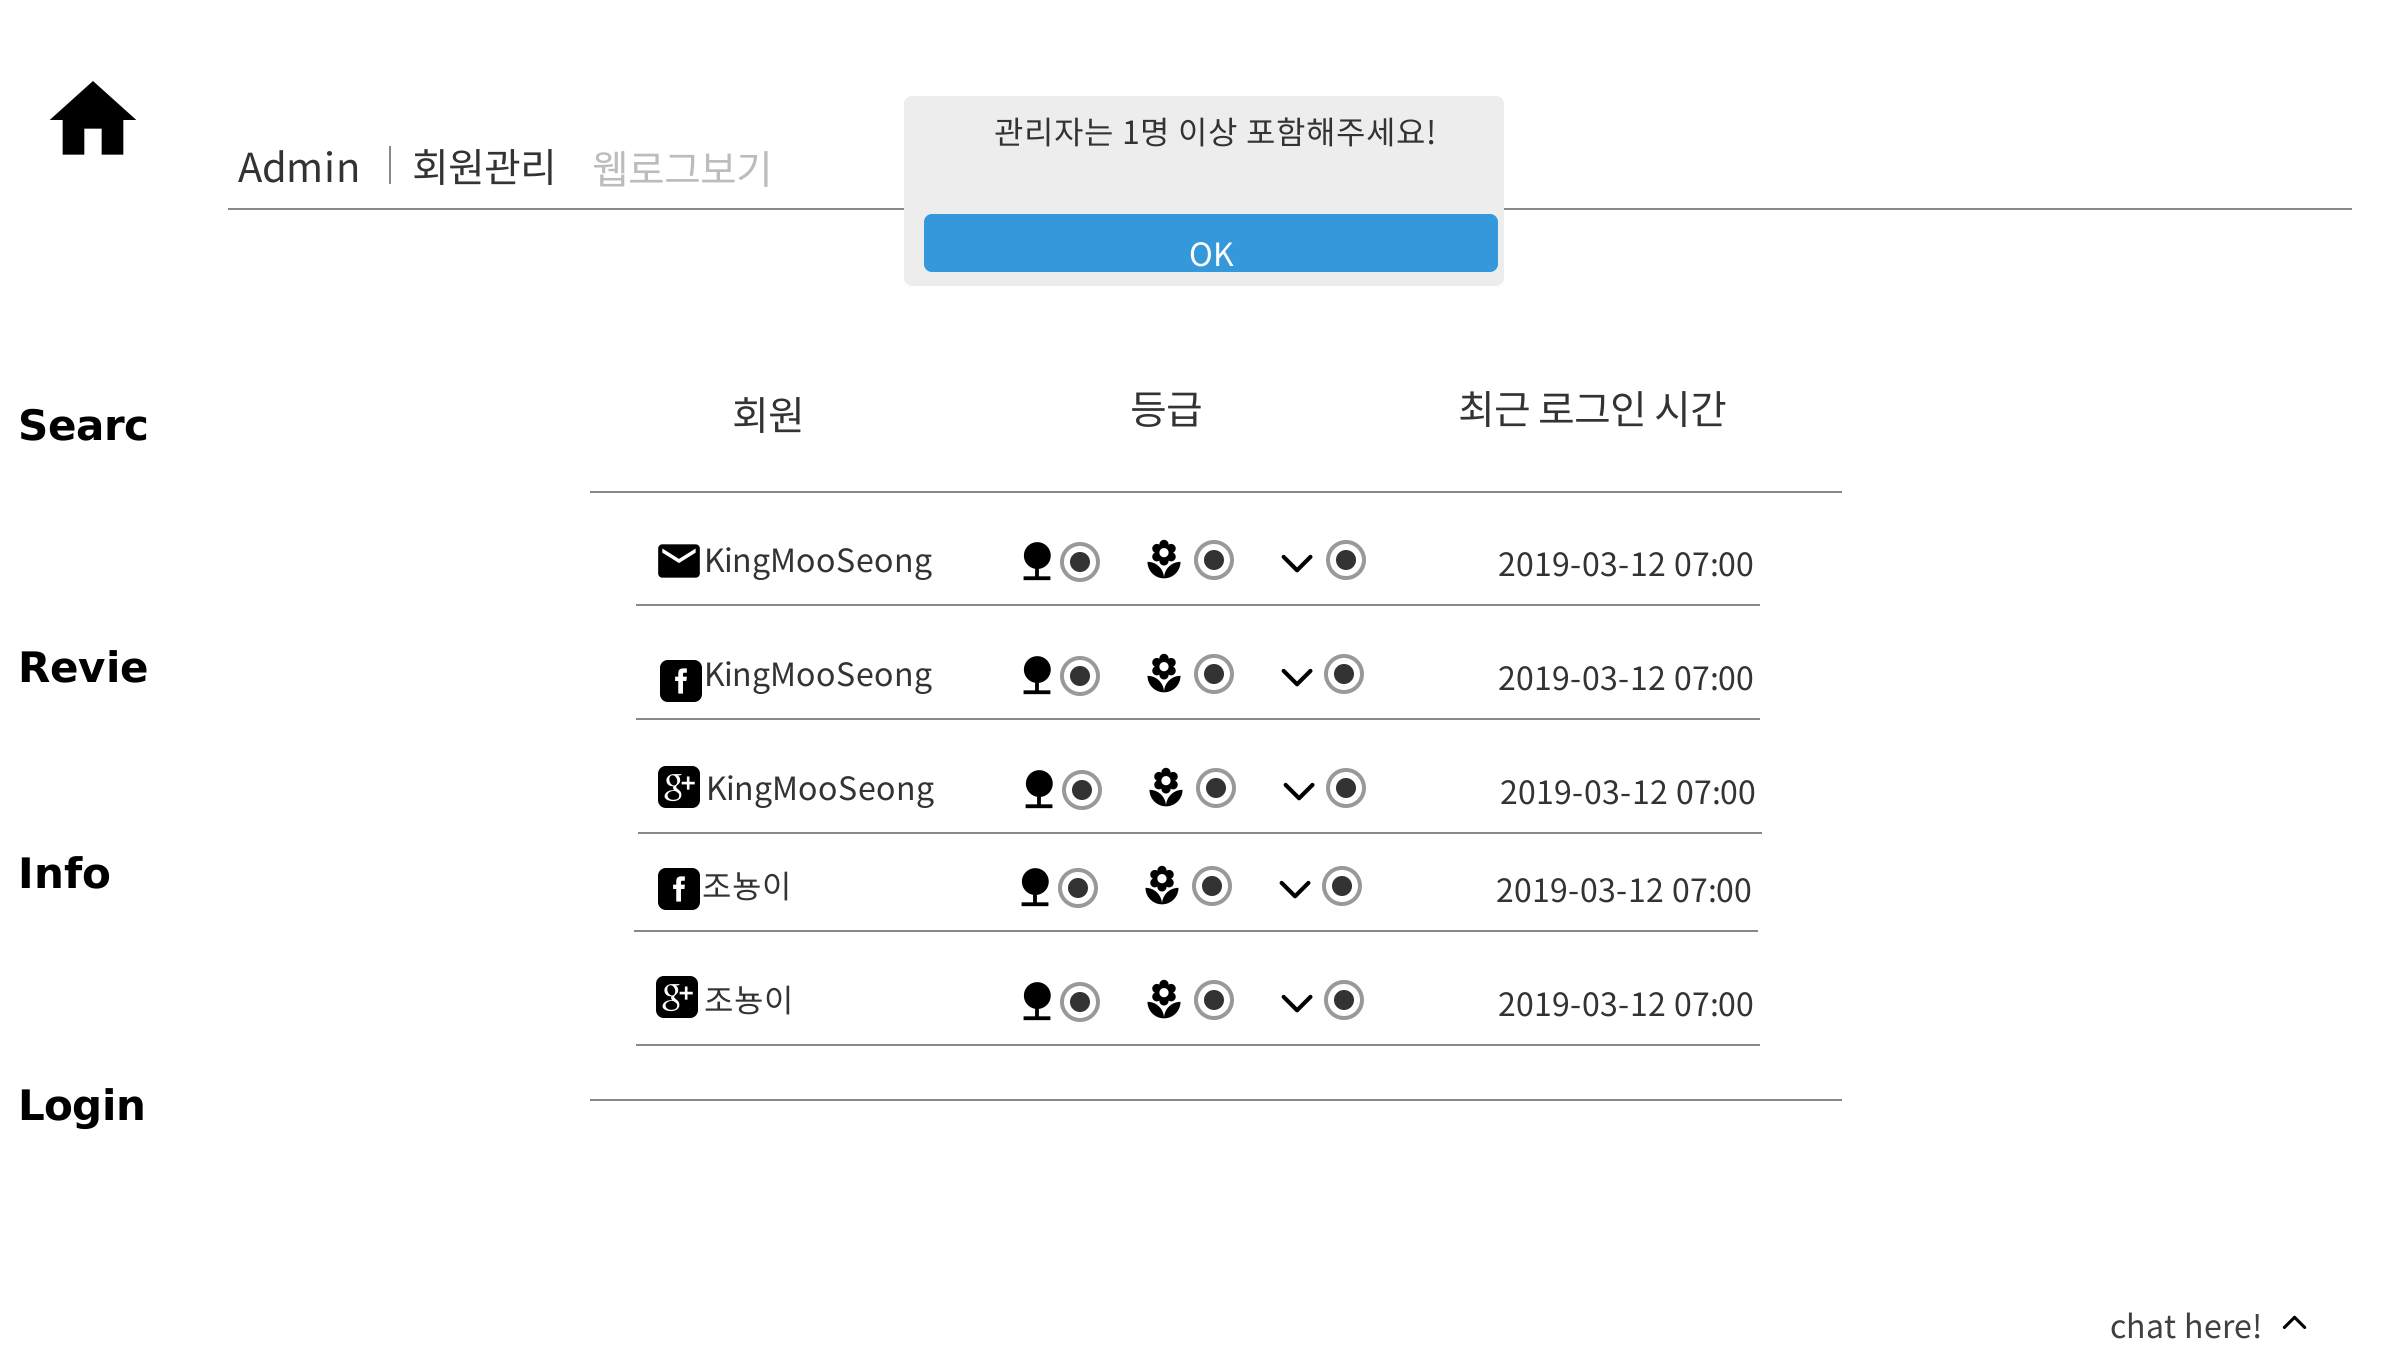 관리자는 1명 이상 포함해주세요!
Admin 회원관리 웹로그보기
OK
회원 등급 최근 로그인 시간
Searc
KingMooSeong 2019-03-12 07:00
Revie
f KingMooSeong 2019-03-12 07:00
g+ KingMooSeong 2019-03-12 07:00
Info
f 조뇽이 2019-03-12 07:00
g+ 조뇽이 2019-03-12 07:00
Login
chat here!